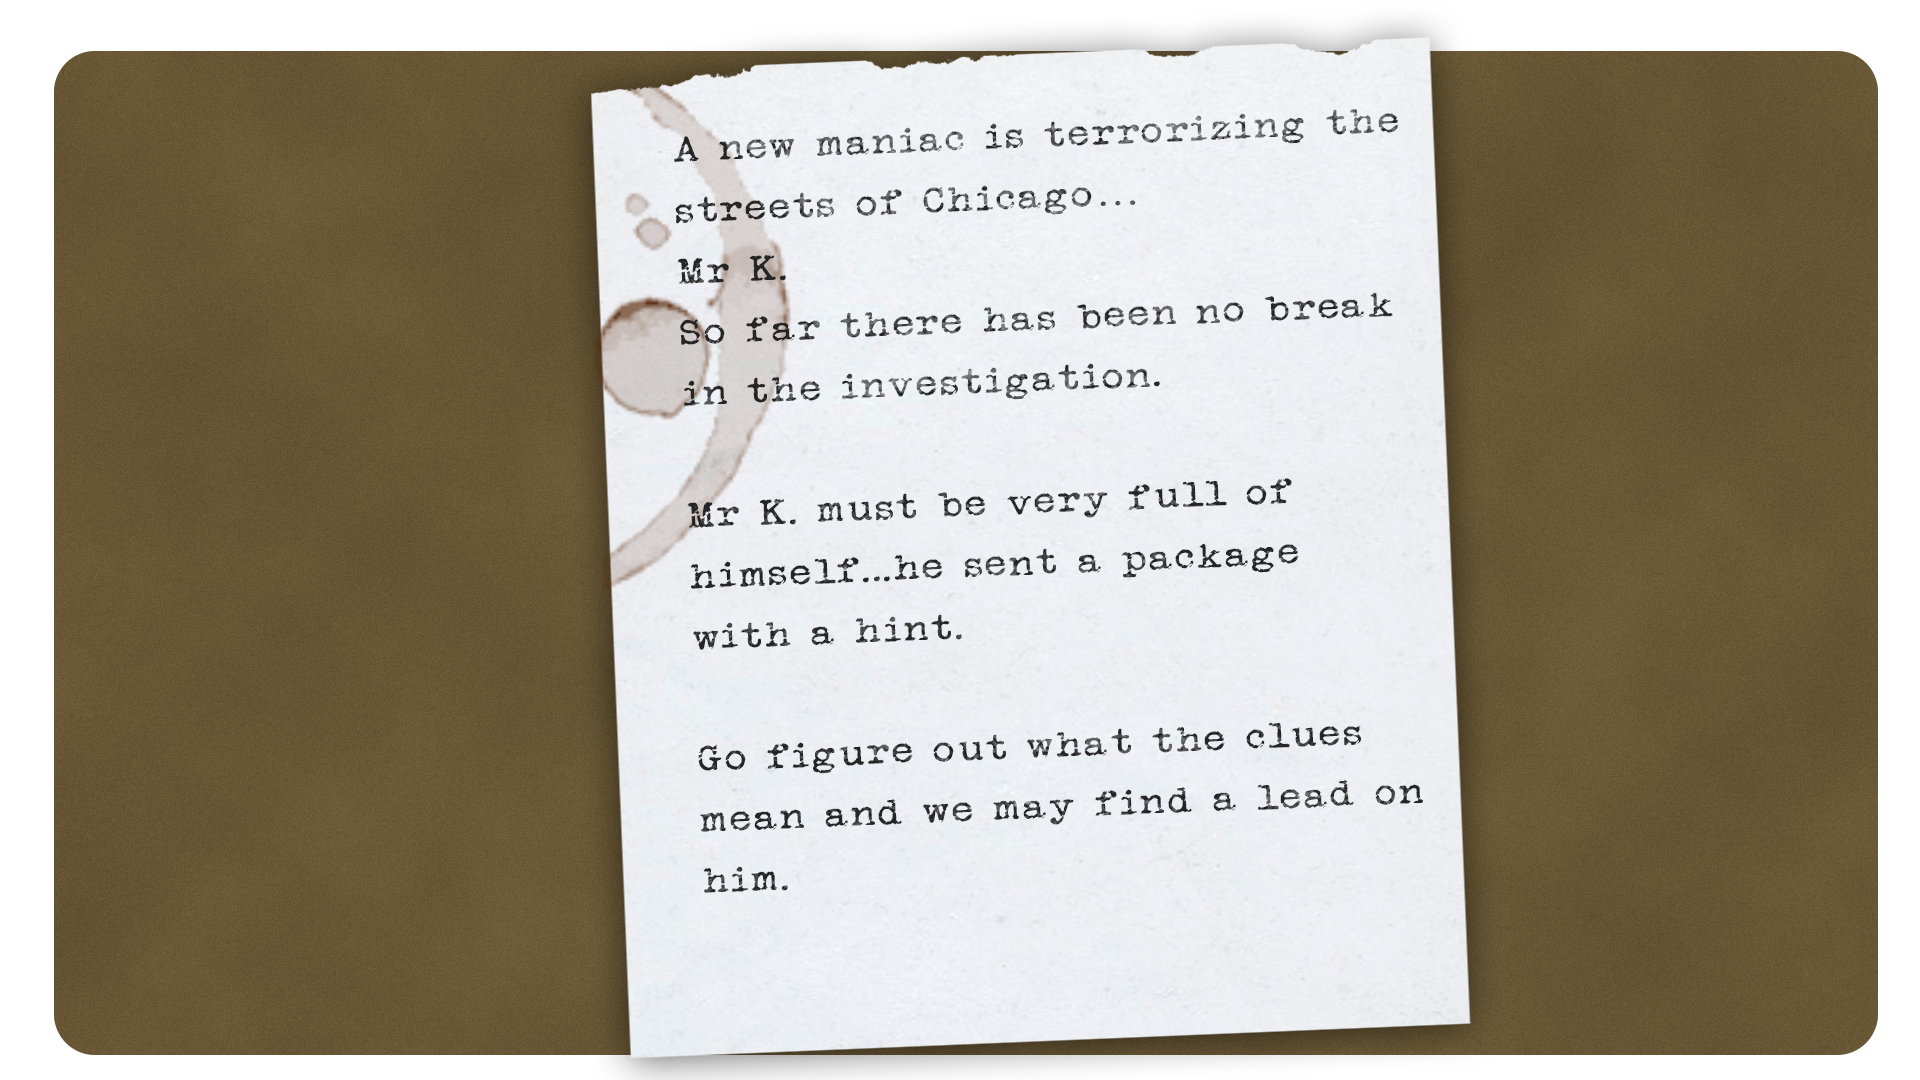 A new maniac is terrorizing the
streets of Chicago...
Mr K.
So far there has been no break
in the investigation.
Mr K. must be very full of
himself...he sent a package
with a hint.
Go figure out what the clues
mean and we may find a lead on
him.